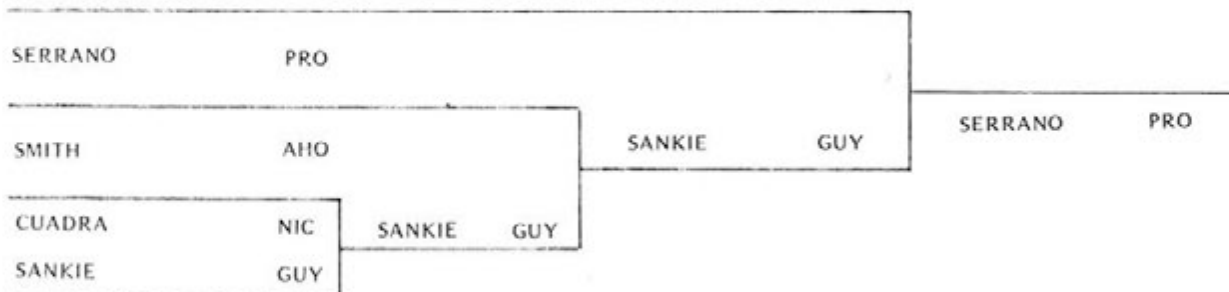 SERRANO PRO
SMITH AHO
CUADRA NIC
SANKIE GUY
SANKIE GUY
SANKIE GUY
SERRANO PRO